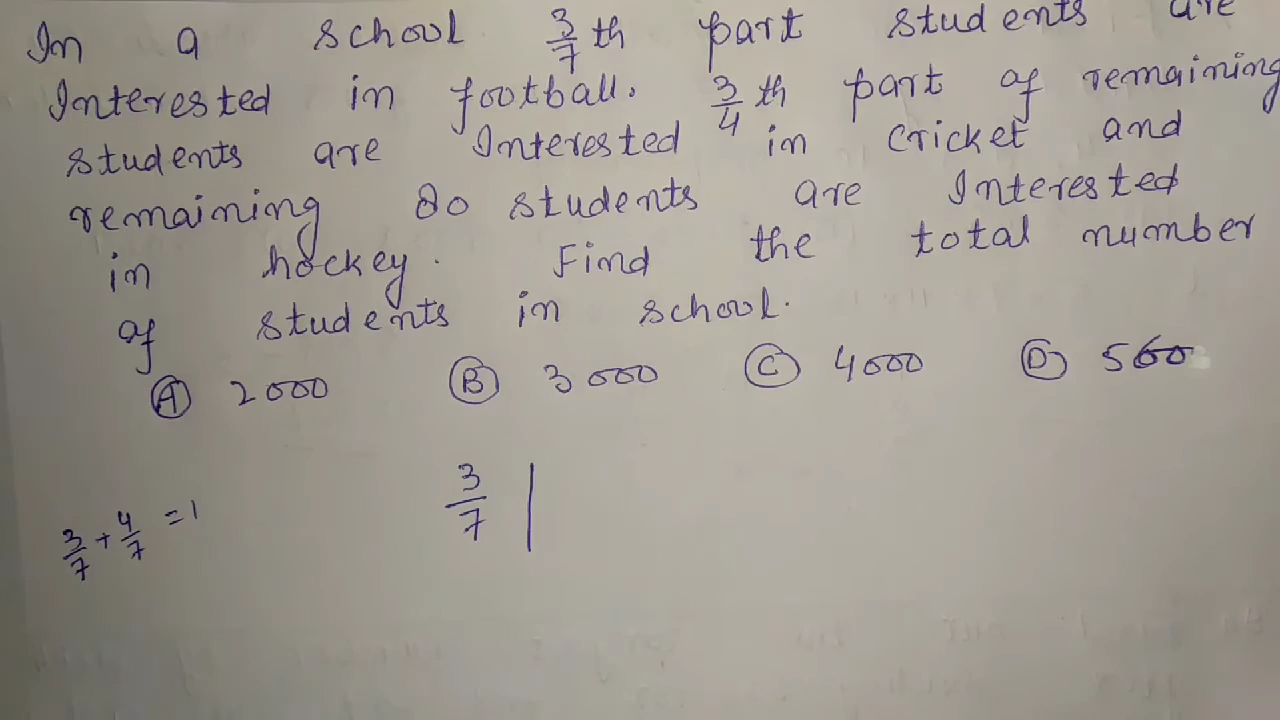 In a school 3/7 th part students are
Interested in football. 3/4 th part of remaining
students are Interested in cricket and
remaining 80 students are Interested
in hockey. Find the total number
of students in school.
(A) 2000 (B) 3000 (C) 4000 (D) 560
3/7 + 4/7 = 1
3/7 |